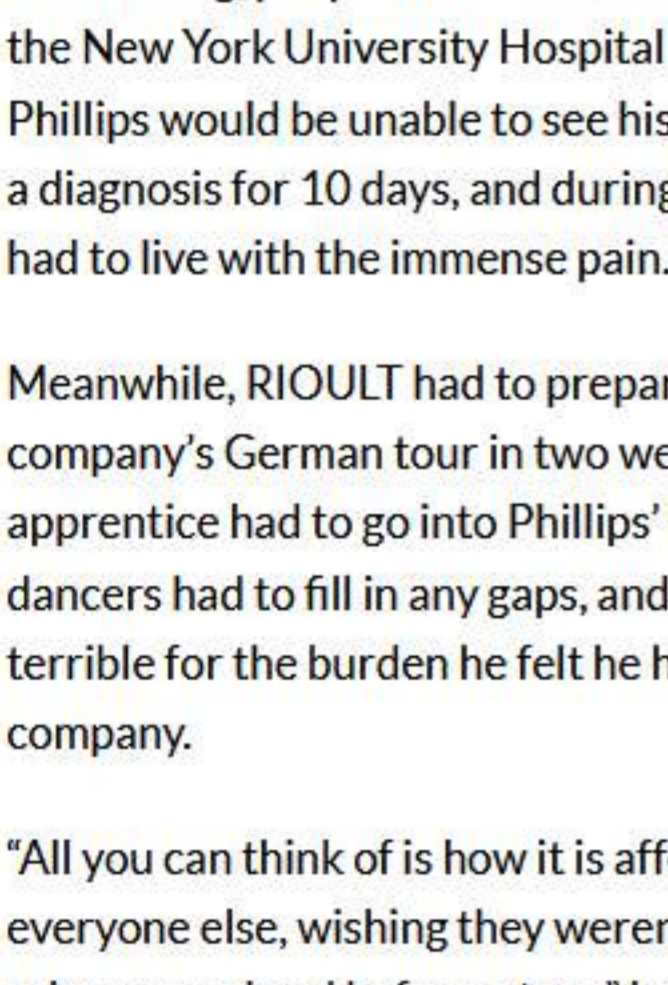 the New York University Hospital
Phillips would be unable to see his
a diagnosis for 10 days, and during
had to live with the immense pain.
Meanwhile, RIOULT had to prepar
company’s German tour in two we
apprentice had to go into Phillips’
dancers had to fill in any gaps, and
terrible for the burden he felt he h
company.
“All you can think of is how it is aff
everyone else, wishing they weren